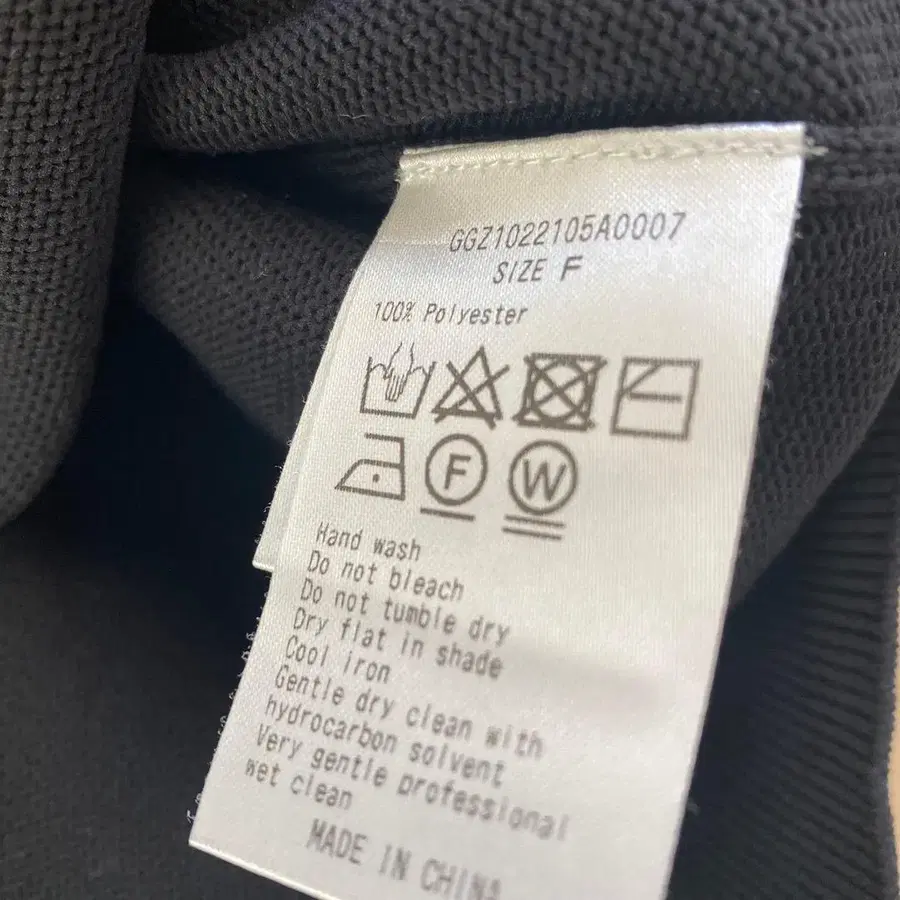 GGZ1022105A0007
SIZE F
100% Polyester
F W
Hand wash
Do not bleach
Do not tumble dry
Dry flat in shade
Cool iron
Gentle dry clean with
hydrocarbon solvent
Very gentle professional
wet clean
MADE IN CHINA